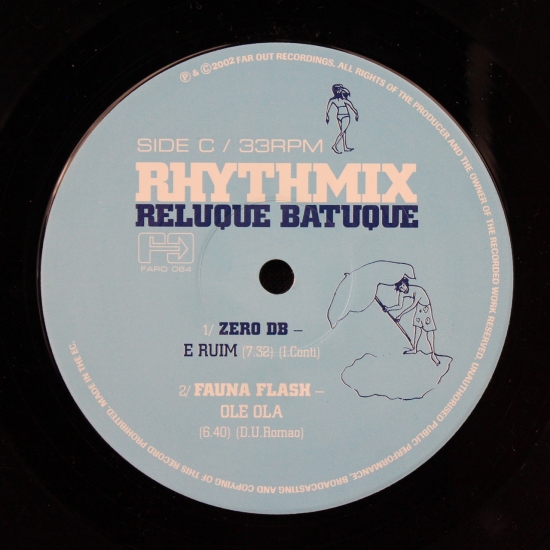 ℗ & © 2002 FAR OUT RECORDINGS. ALL RIGHTS OF THE PRODUCER AND THE OWNER OF THE RECORDED WORK RESERVED. UNAUTHORISED PUBLIC PERFORMANCE, BROADCASTING AND COPYING OF THIS RECORD PROHIBITED. MADE IN THE EC.
SIDE C / 33RPM
RHYTHMIX
RELUQUE BATUQUE
FARO 064
1/ ZERO DB –
E RUIM (7.32) (I.Conti)
2/ FAUNA FLASH –
OLE OLA
(6.40) (D.U.Romao)